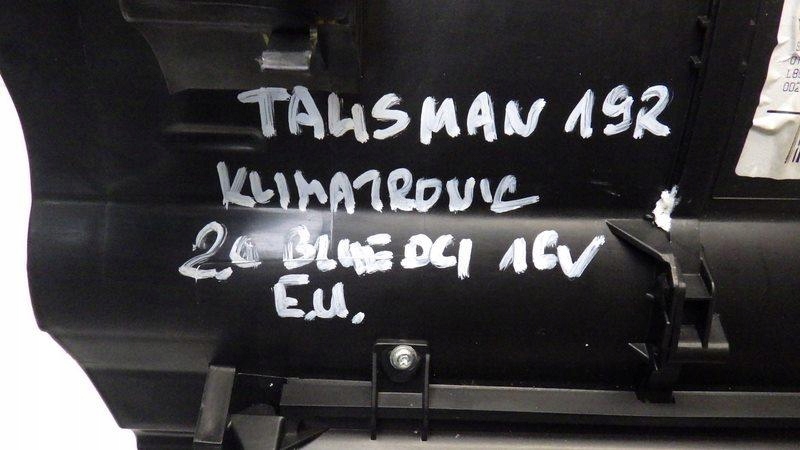 TALISMAN 19R
KLIMATRONIC
2.0 BLUE DCI 16V
E.U.